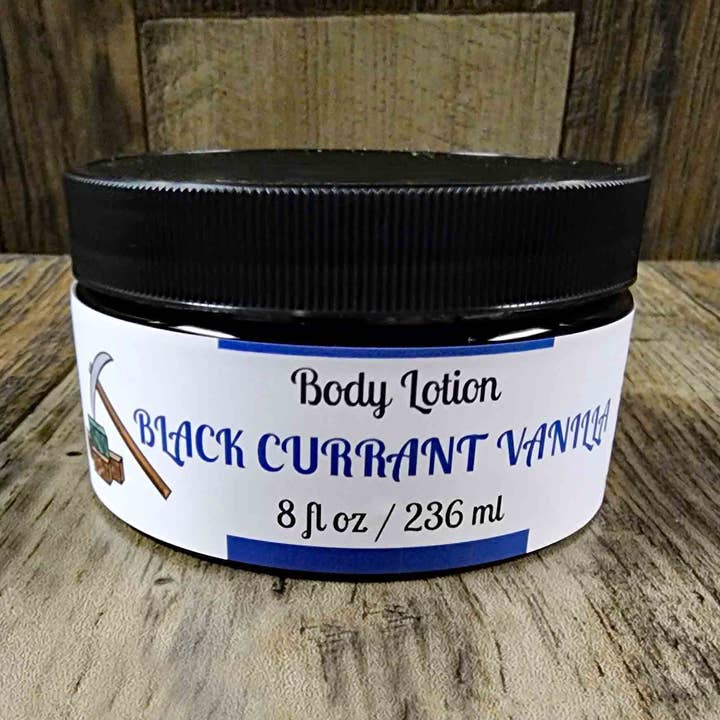 Body Lotion
BLACK CURRANT VANILLA
8 fl oz / 236 ml